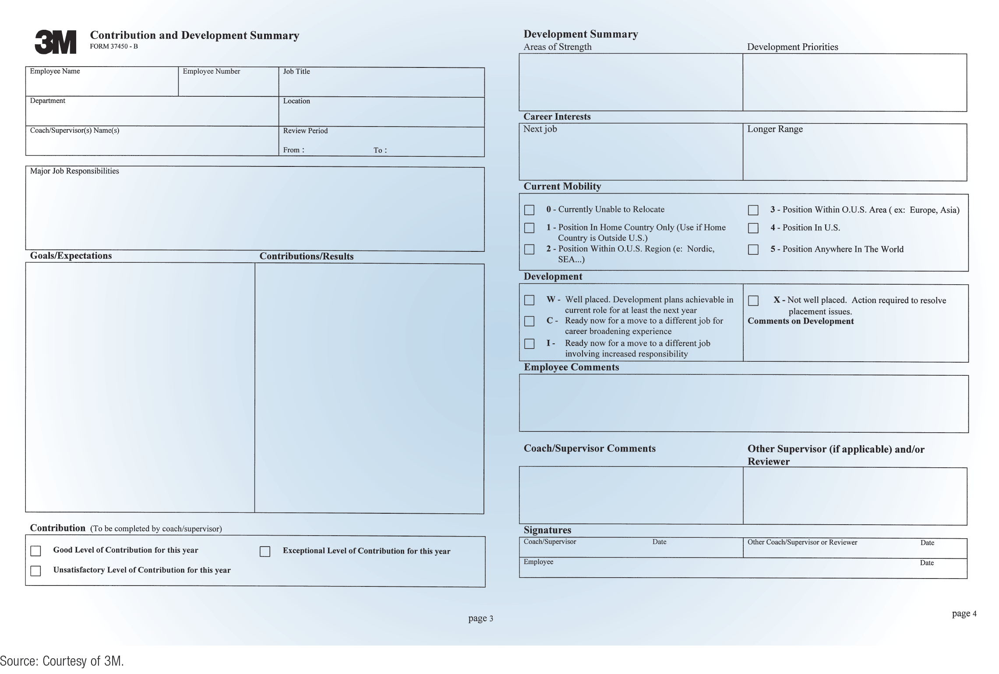 3M
Contribution and Development Summary
FORM 37450 - B
Employee Name
Employee Number
Job Title
Department
Location
Coach/Supervisor(s) Name(s)
Review Period
From :
To :
Major Job Responsibilities
Goals/Expectations
Contributions/Results
Contribution (To be completed by coach/supervisor)
Good Level of Contribution for this year
Exceptional Level of Contribution for this year
Unsatisfactory Level of Contribution for this year
page 3
Development Summary
Areas of Strength
Development Priorities
Career Interests
Next job
Longer Range
Current Mobility
0 - Currently Unable to Relocate
1 - Position In Home Country Only (Use if Home
Country is Outside U.S.)
2 - Position Within O.U.S. Region (e: Nordic,
SEA...)
3 - Position Within O.U.S. Area ( ex: Europe, Asia)
4 - Position In U.S.
5 - Position Anywhere In The World
Development
W - Well placed. Development plans achievable in
current role for at least the next year
C - Ready now for a move to a different job for
career broadening experience
I - Ready now for a move to a different job
involving increased responsibility
X - Not well placed. Action required to resolve
placement issues.
Comments on Development
Employee Comments
Coach/Supervisor Comments
Other Supervisor (if applicable) and/or
Reviewer
Signatures
Coach/Supervisor
Date
Other Coach/Supervisor or Reviewer
Date
Employee
Date
page 4
Source: Courtesy of 3M.